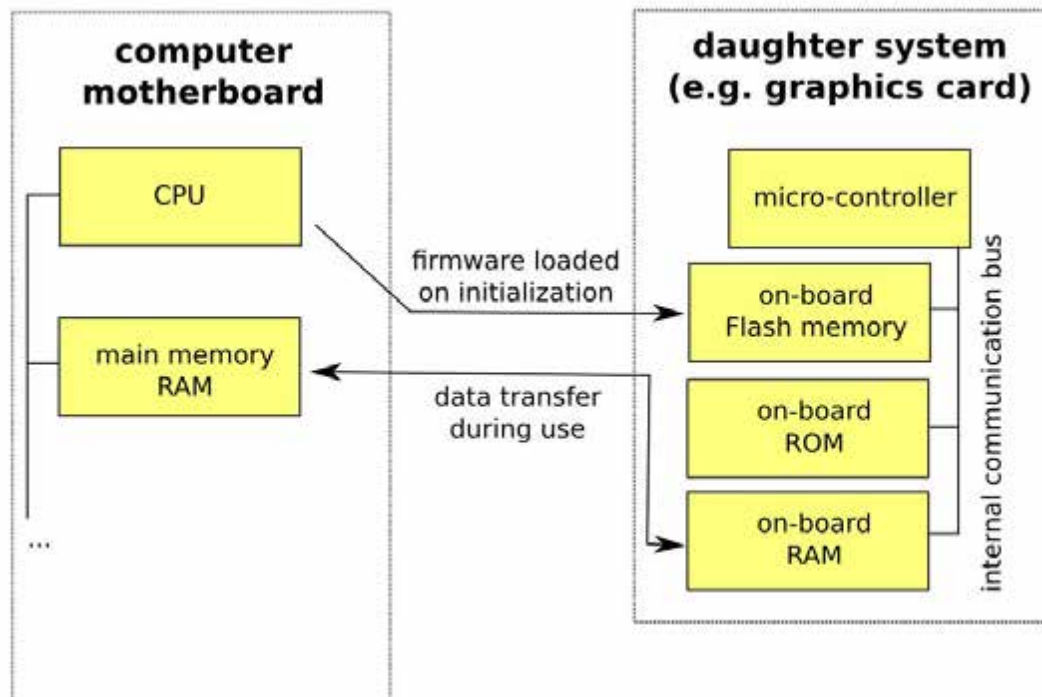 computer
motherboard
CPU
main memory
RAM
...
firmware loaded
on initialization
data transfer
during use
daughter system
(e.g. graphics card)
micro-controller
on-board
Flash memory
on-board
ROM
on-board
RAM
internal communication bus